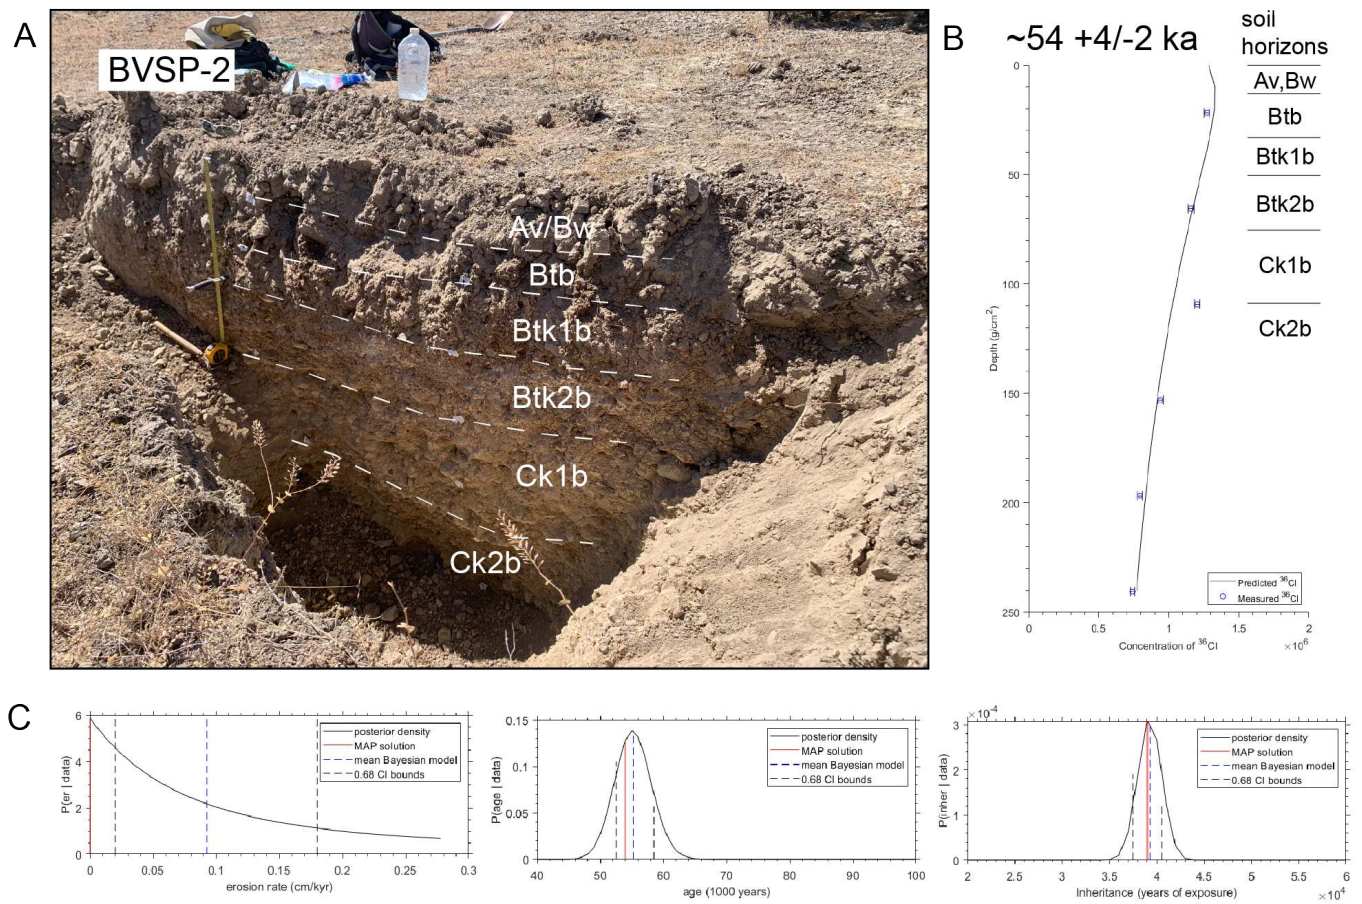 A
BVSP-2
Av/Bw
Btb
Btk1b
Btk2b
Ck1b
Ck2b
B
~54 +4/-2 ka
soil
horizons
Av,Bw
Btb
Btk1b
Btk2b
Ck1b
Ck2b
0
50
100
150
200
250
Depth (g/cm²)
Predicted ³⁶Cl
Measured ³⁶Cl
0
0.5
1
1.5
2
×10⁶
Concentration of ³⁶Cl
C
6
4
2
0
P(er | data)
posterior density
MAP solution
mean Bayesian model
0.68 CI bounds
0
0.05
0.1
0.15
0.2
0.25
0.3
erosion rate (cm/kyr)
0.15
0.1
0.05
0
P(age | data)
posterior density
MAP solution
mean Bayesian model
0.68 CI bounds
40
50
60
70
80
90
100
age (1000 years)
×10⁻⁴
3
2
1
0
P(inher | data)
posterior density
MAP solution
mean Bayesian model
0.68 CI bounds
2
2.5
3
3.5
4
4.5
5
5.5
6
×10⁴
Inheritance (years of exposure)